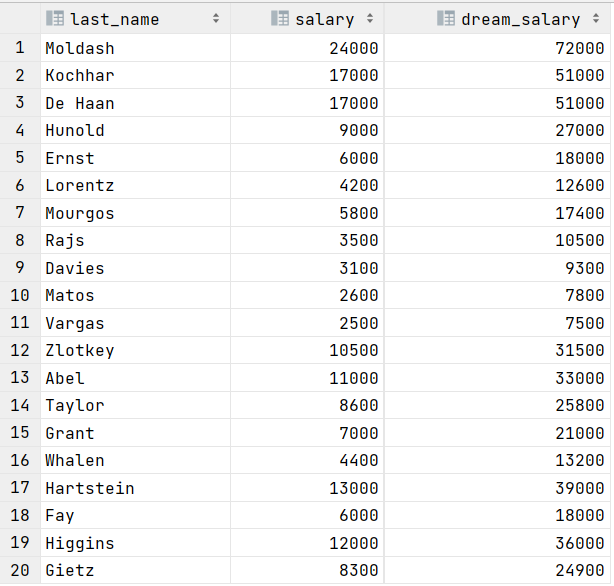 last_name salary dream_salary
1 Moldash 24000 72000
2 Kochhar 17000 51000
3 De Haan 17000 51000
4 Hunold 9000 27000
5 Ernst 6000 18000
6 Lorentz 4200 12600
7 Mourgos 5800 17400
8 Rajs 3500 10500
9 Davies 3100 9300
10 Matos 2600 7800
11 Vargas 2500 7500
12 Zlotkey 10500 31500
13 Abel 11000 33000
14 Taylor 8600 25800
15 Grant 7000 21000
16 Whalen 4400 13200
17 Hartstein 13000 39000
18 Fay 6000 18000
19 Higgins 12000 36000
20 Gietz 8300 24900